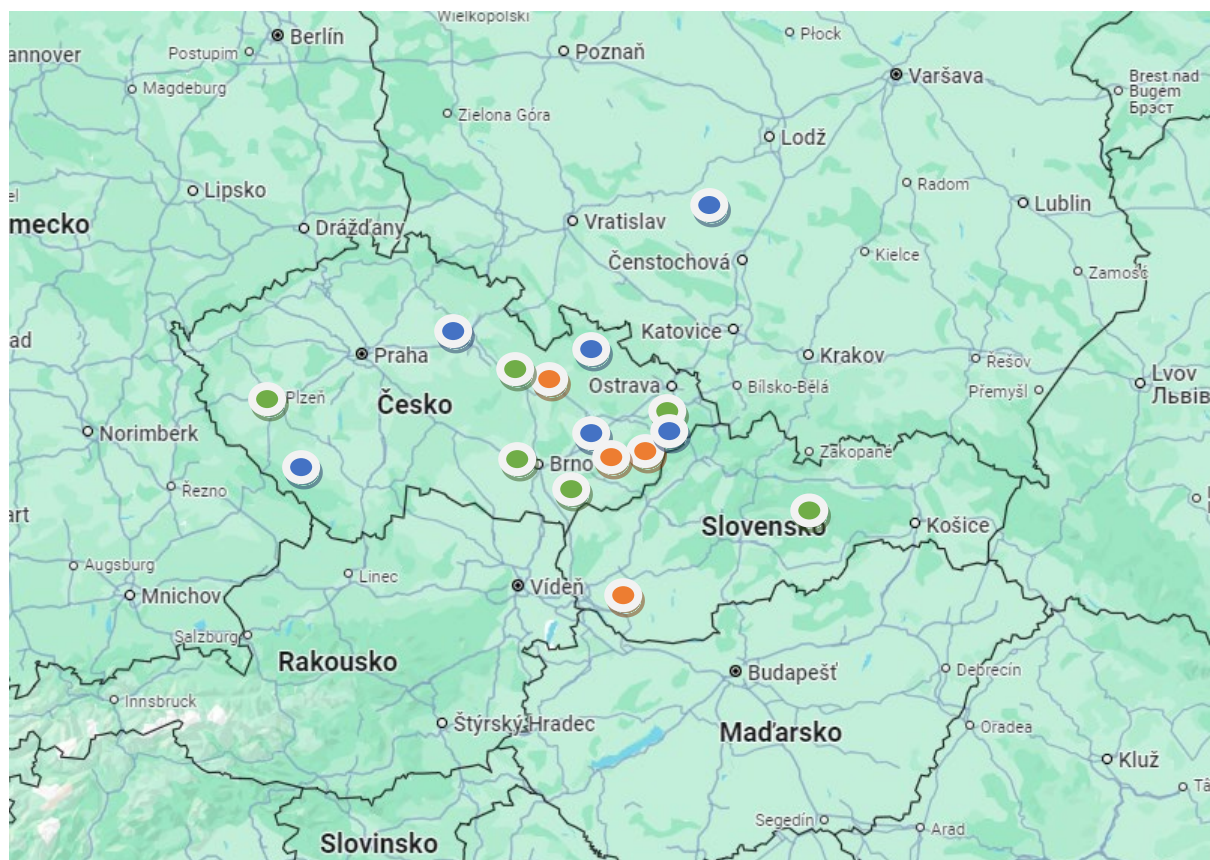 Wielkopolski
Berlín
Płock
annover
Postupim
Poznaň
Varšava
Magdeburg
Brest nad
Bugem
Брэст
Zielona Góra
Lodž
Lipsko
Radom
Lublin
mecko
Drážďany
Vratislav
Čenstochová
Kielce
Zamość
Katovice
ad
Praha
Krakov
Řešov
Lvov
Львів
Ostrava
Bílsko-Bělá
Přemyšl
Plzeň
Česko
Norimberk
Brno
Zakopané
Řezno
art
Slovensko
Košice
Augsburg
Linec
Mnichov
Vídeň
Salzburg
Rakousko
Budapešť
Debrecín
Innsbruck
Štýrský Hradec
Maďarsko
Oradea
Kluž
Segedín
Arad
Slovinsko